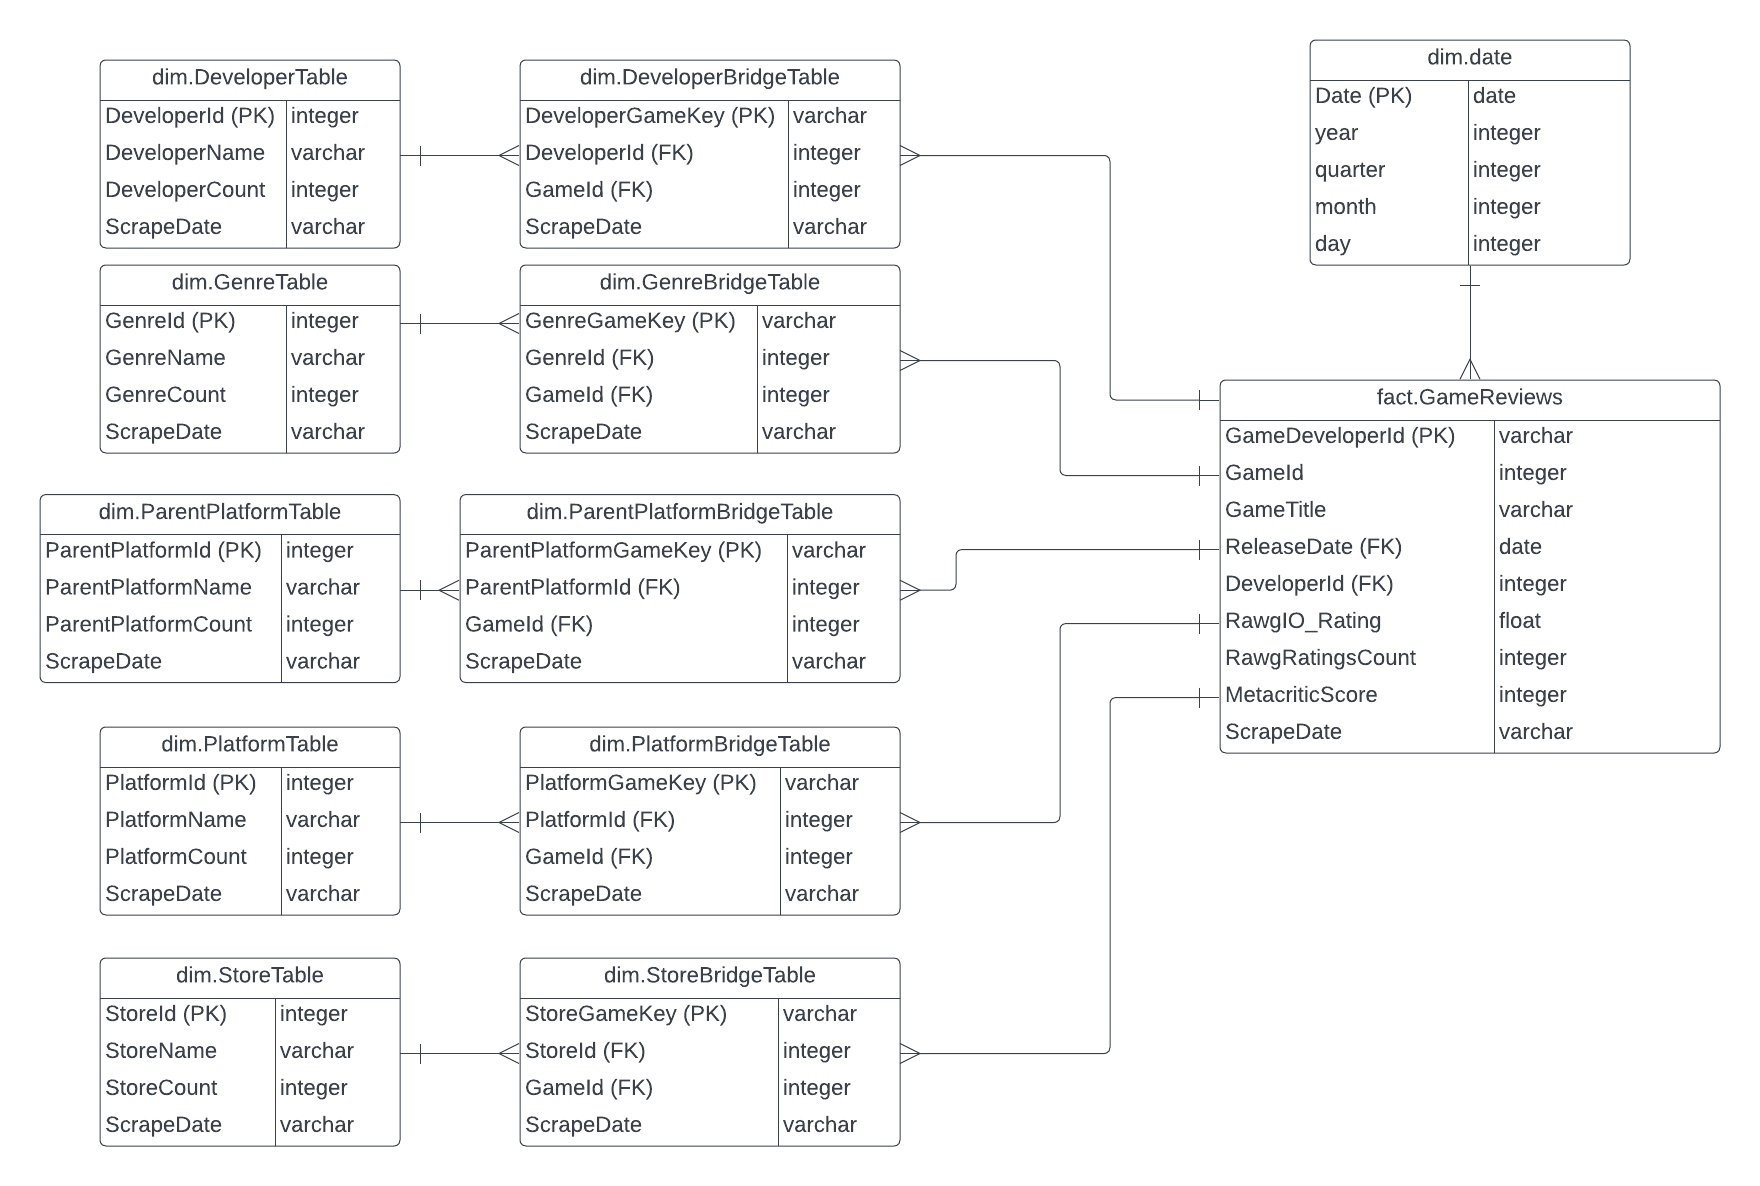 dim.DeveloperTable
DeveloperId (PK) integer
DeveloperName varchar
DeveloperCount integer
ScrapeDate varchar
dim.DeveloperBridgeTable
DeveloperGameKey (PK) varchar
DeveloperId (FK) integer
GameId (FK) integer
ScrapeDate varchar
dim.date
Date (PK) date
year integer
quarter integer
month integer
day integer
dim.GenreTable
GenreId (PK) integer
GenreName varchar
GenreCount integer
ScrapeDate varchar
dim.GenreBridgeTable
GenreGameKey (PK) varchar
GenreId (FK) integer
GameId (FK) integer
ScrapeDate varchar
fact.GameReviews
GameDeveloperId (PK) varchar
GameId integer
GameTitle varchar
ReleaseDate (FK) date
DeveloperId (FK) integer
RawgIO_Rating float
RawgRatingsCount integer
MetacriticScore integer
ScrapeDate varchar
dim.ParentPlatformTable
ParentPlatformId (PK) integer
ParentPlatformName varchar
ParentPlatformCount integer
ScrapeDate varchar
dim.ParentPlatformBridgeTable
ParentPlatformGameKey (PK) varchar
ParentPlatformId (FK) integer
GameId (FK) integer
ScrapeDate varchar
dim.PlatformTable
PlatformId (PK) integer
PlatformName varchar
PlatformCount integer
ScrapeDate varchar
dim.PlatformBridgeTable
PlatformGameKey (PK) varchar
PlatformId (FK) integer
GameId (FK) integer
ScrapeDate varchar
dim.StoreTable
StoreId (PK) integer
StoreName varchar
StoreCount integer
ScrapeDate varchar
dim.StoreBridgeTable
StoreGameKey (PK) varchar
StoreId (FK) integer
GameId (FK) integer
ScrapeDate varchar